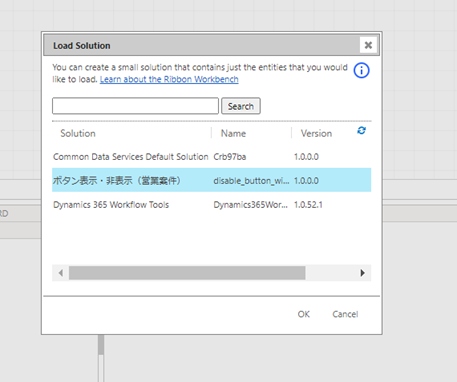 Load Solution
You can create a small solution that contains just the entities that you would
like to load. Learn about the Ribbon Workbench
Search
Solution Name Version
Common Data Services Default Solution Crb97ba 1.0.0.0
ボタン表示・非表示（営業案件） disable_button_wi... 1.0.0.0
RD
Dynamics 365 Workflow Tools Dynamics365Wor... 1.0.52.1
OK Cancel